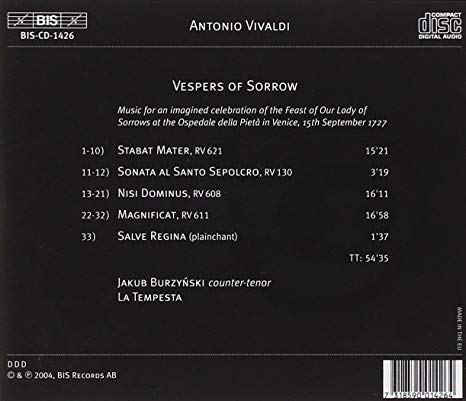 BIS
BIS-CD-1426
ANTONIO VIVALDI
COMPACT
disc
DIGITAL AUDIO
VESPERS OF SORROW
Music for an imagined celebration of the Feast of Our Lady of
Sorrows at the Ospedale della Pietà in Venice, 15th September 1727
1-10) STABAT MATER, RV 621 15'21
11-12) SONATA AL SANTO SEPOLCRO, RV 130 3'19
13-21) NISI DOMINUS, RV 608 16'11
22-32) MAGNIFICAT, RV 611 16'58
33) SALVE REGINA (plainchant) 1'37
TT: 54'35
JAKUB BURZYŃSKI counter-tenor
LA TEMPESTA
MADE IN THE EU
DDD
© & ℗ 2004, BIS RECORDS AB
7 318590 014264